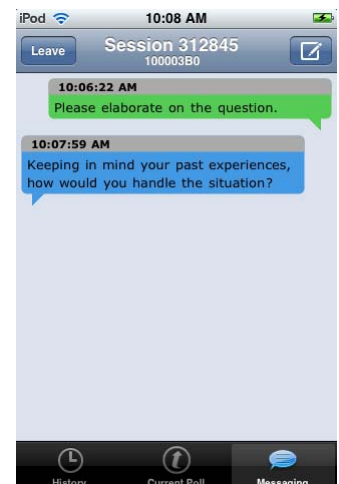 iPod 10:08 AM
Leave Session 312845
100003B0
10:06:22 AM
Please elaborate on the question.
10:07:59 AM
Keeping in mind your past experiences,
how would you handle the situation?
History Current Poll Messaging